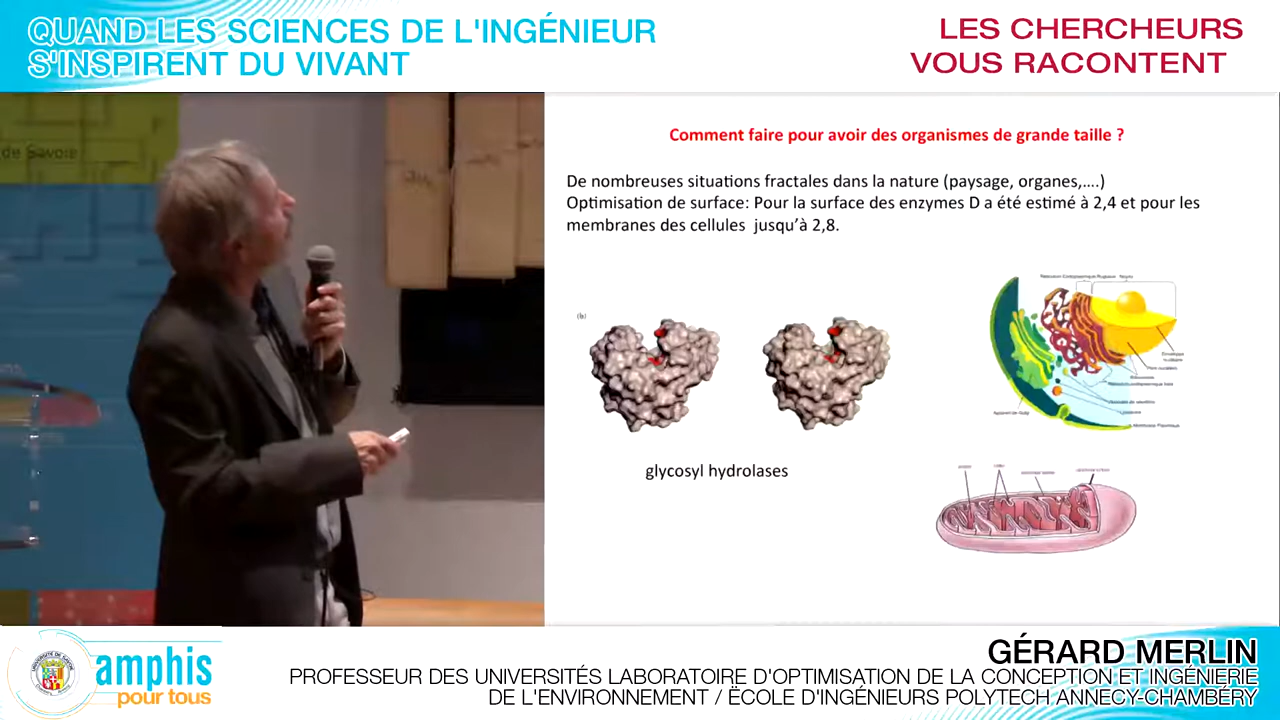 QUAND LES SCIENCES DE L'INGÉNIEUR
S'INSPIRENT DU VIVANT
LES CHERCHEURS
VOUS RACONTENT
de Savoie
Comment faire pour avoir des organismes de grande taille ?
De nombreuses situations fractales dans la nature (paysage, organes,....)
Optimisation de surface: Pour la surface des enzymes D a été estimé à 2,4 et pour les
membranes des cellules jusqu'à 2,8.
(b)
glycosyl hydrolases
amphis
pour tous
GÉRARD MERLIN
PROFESSEUR DES UNIVERSITÉS LABORATOIRE D'OPTIMISATION DE LA CONCEPTION ET INGÉNIERIE
DE L'ENVIRONNEMENT / ËCOLE D'INGÉNIEURS POLYTECH ANNECY-CHAMBÉRY